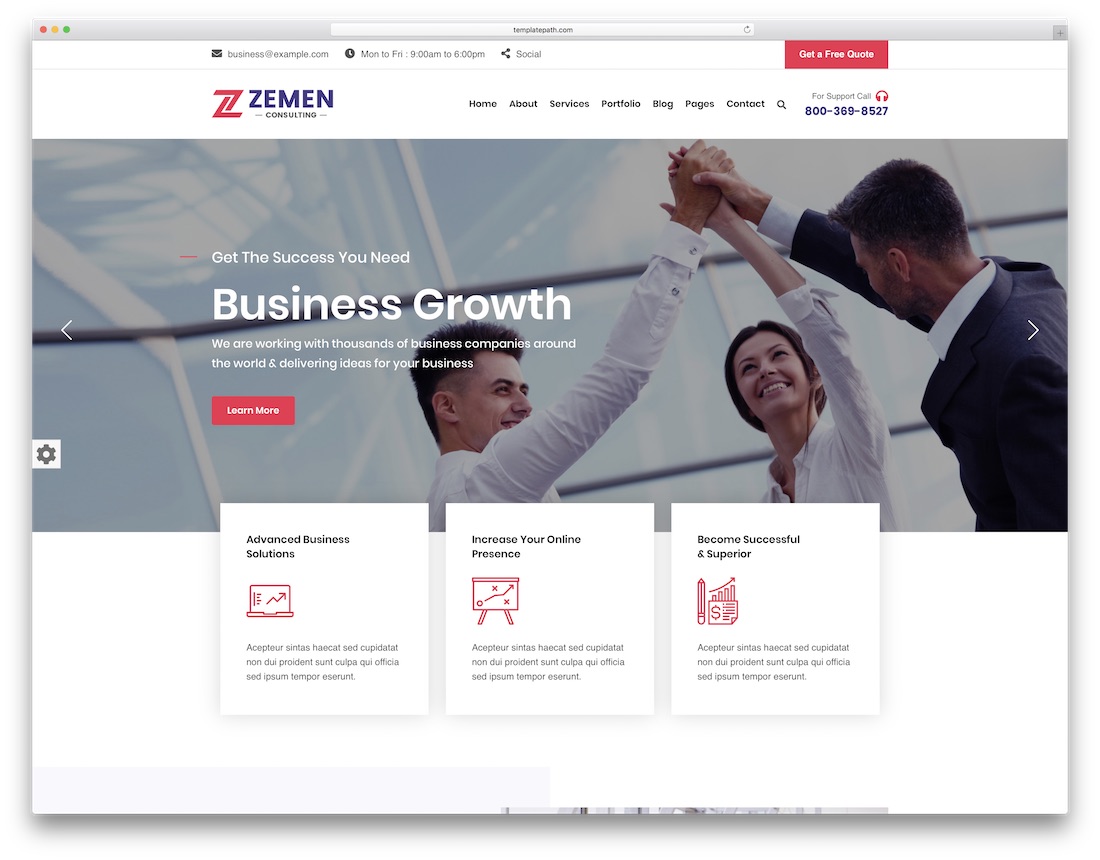 templatepath.com
business@example.com Mon to Fri : 9:00am to 6:00pm Social Get a Free Quote
ZEMEN
CONSULTING
Home About Services Portfolio Blog Pages Contact
For Support Call
800-369-8527
Get The Success You Need
Business Growth
We are working with thousands of business companies around
the world & delivering ideas for your business
Learn More
Advanced Business
Solutions
Acepteur sintas haecat sed cupidatat
non dui proident sunt culpa qui officia
sed ipsum tempor eserunt.
Increase Your Online
Presence
Acepteur sintas haecat sed cupidatat
non dui proident sunt culpa qui officia
sed ipsum tempor eserunt.
Become Successful
& Superior
Acepteur sintas haecat sed cupidatat
non dui proident sunt culpa qui officia
sed ipsum tempor eserunt.